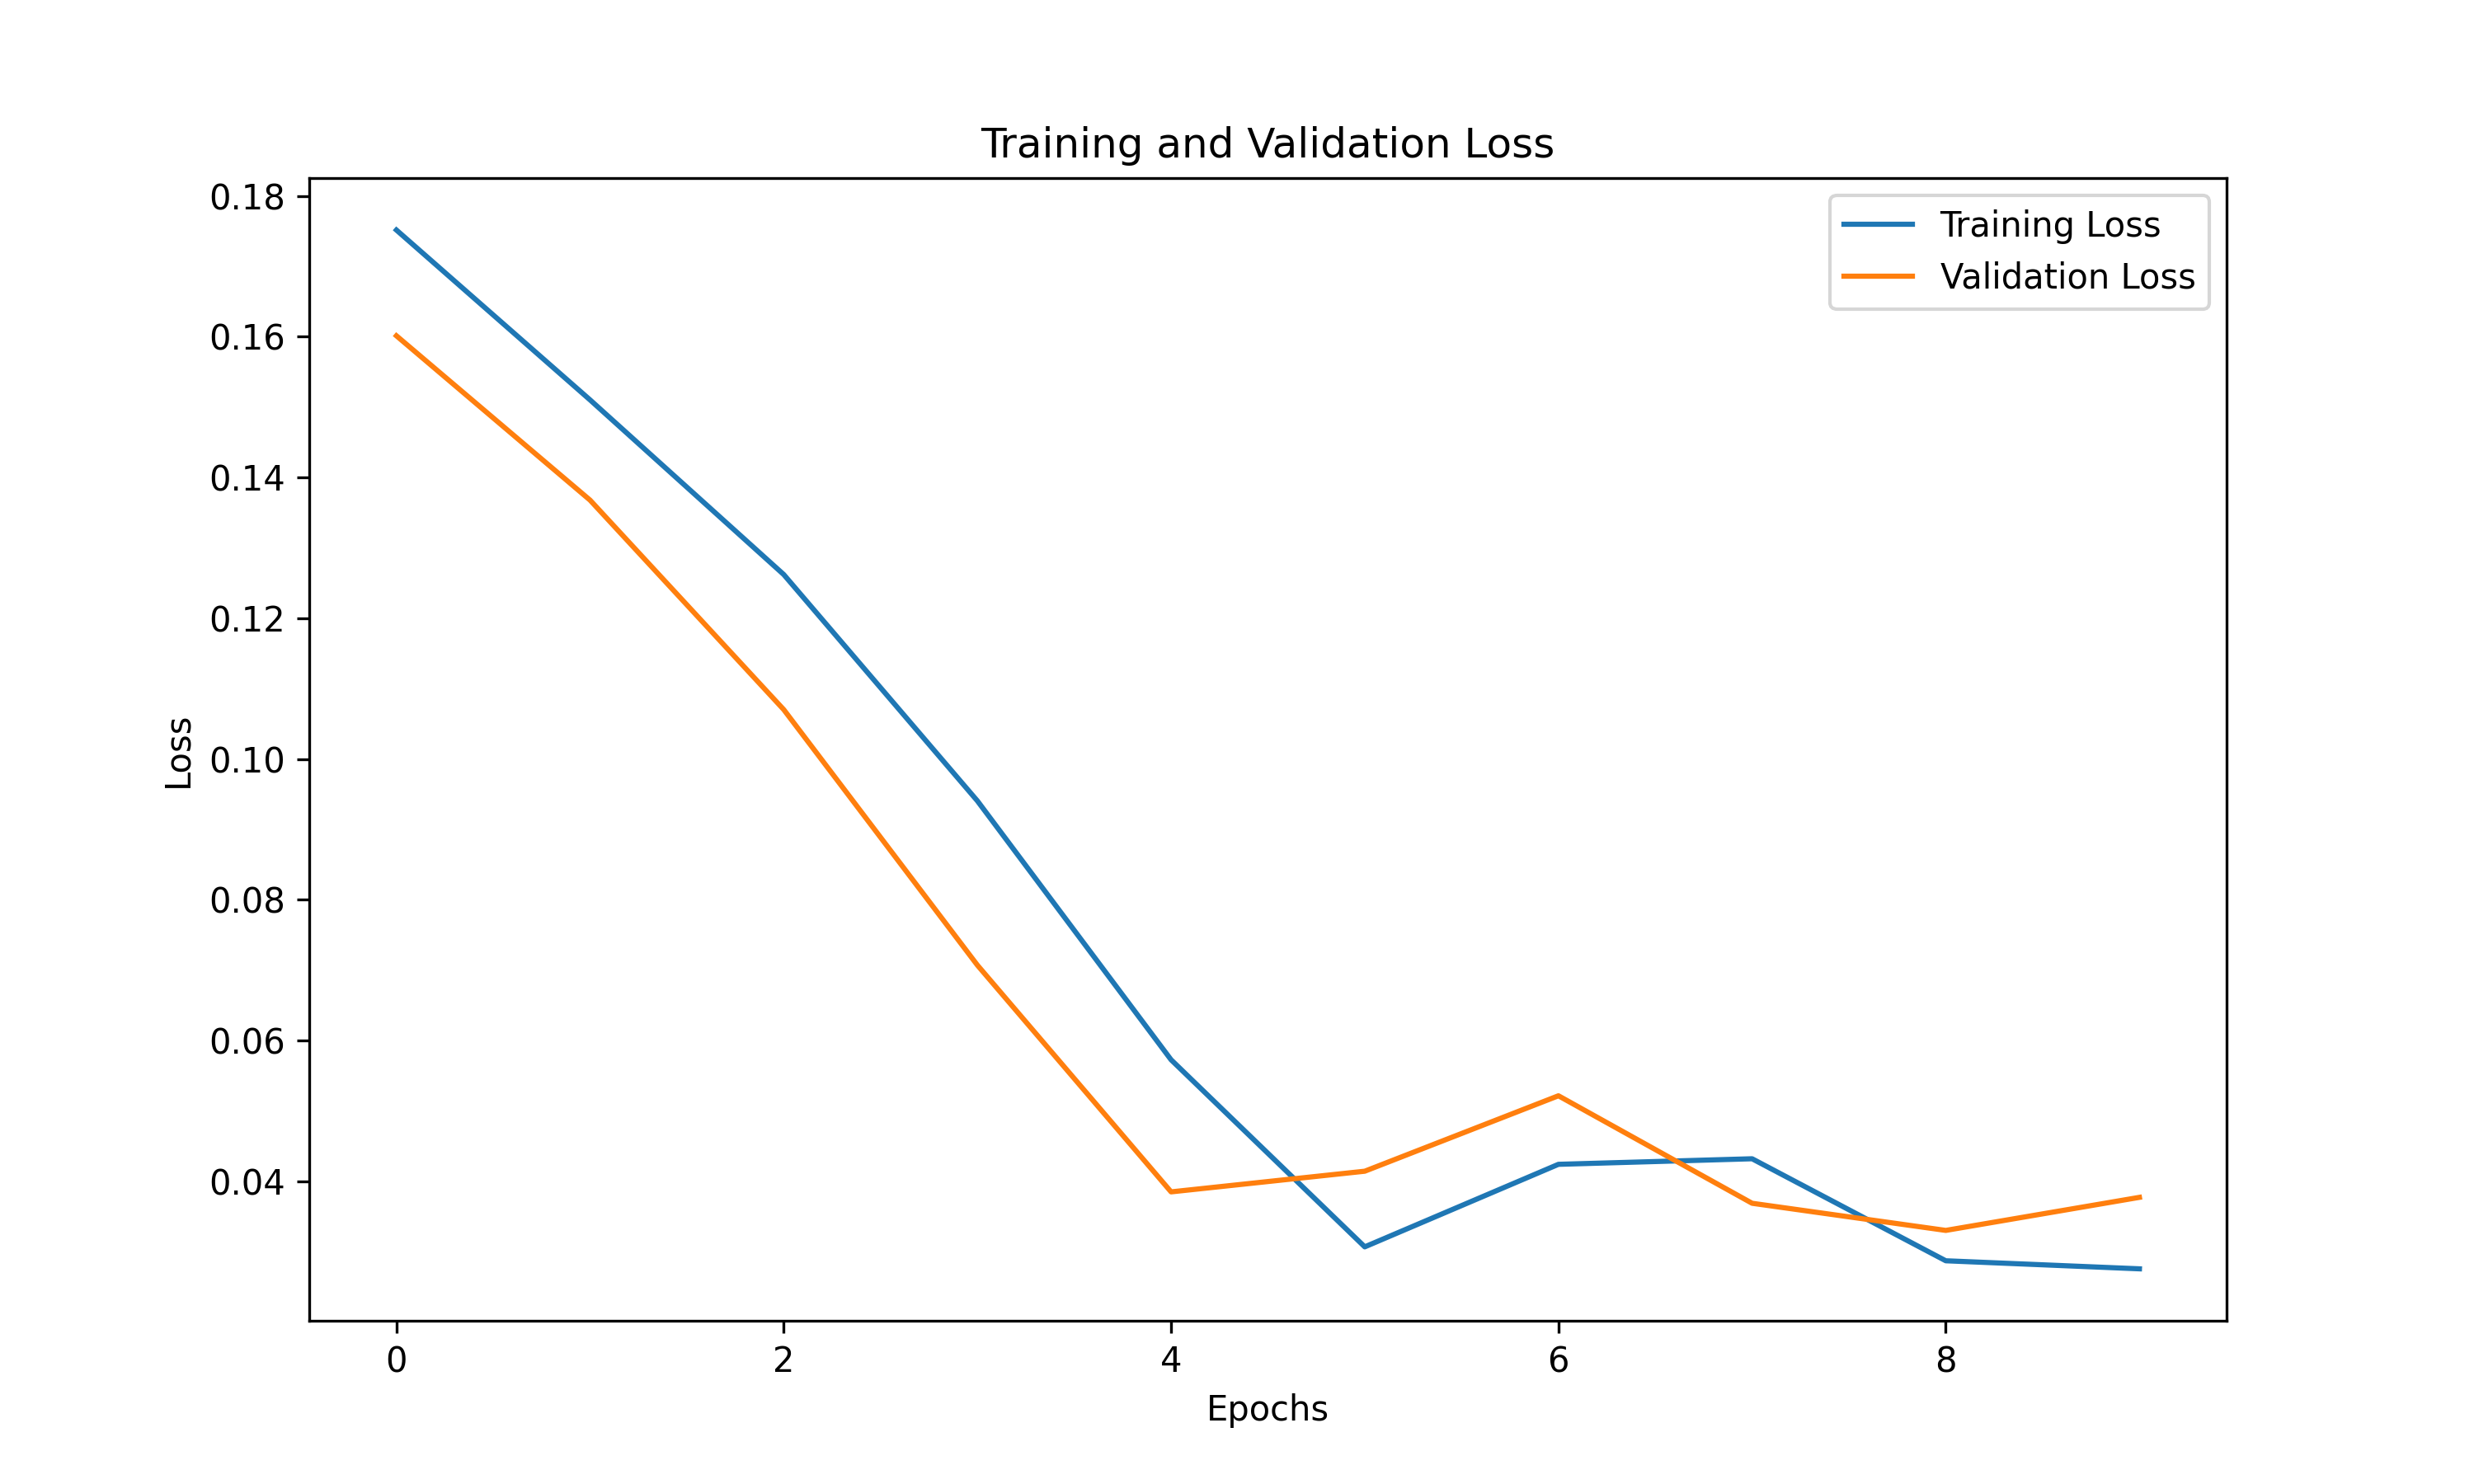 Training and Validation Loss
Training Loss
Validation Loss
0.18
0.16
0.14
0.12
0.10
0.08
0.06
0.04
Loss
0 2 4 6 8
Epochs